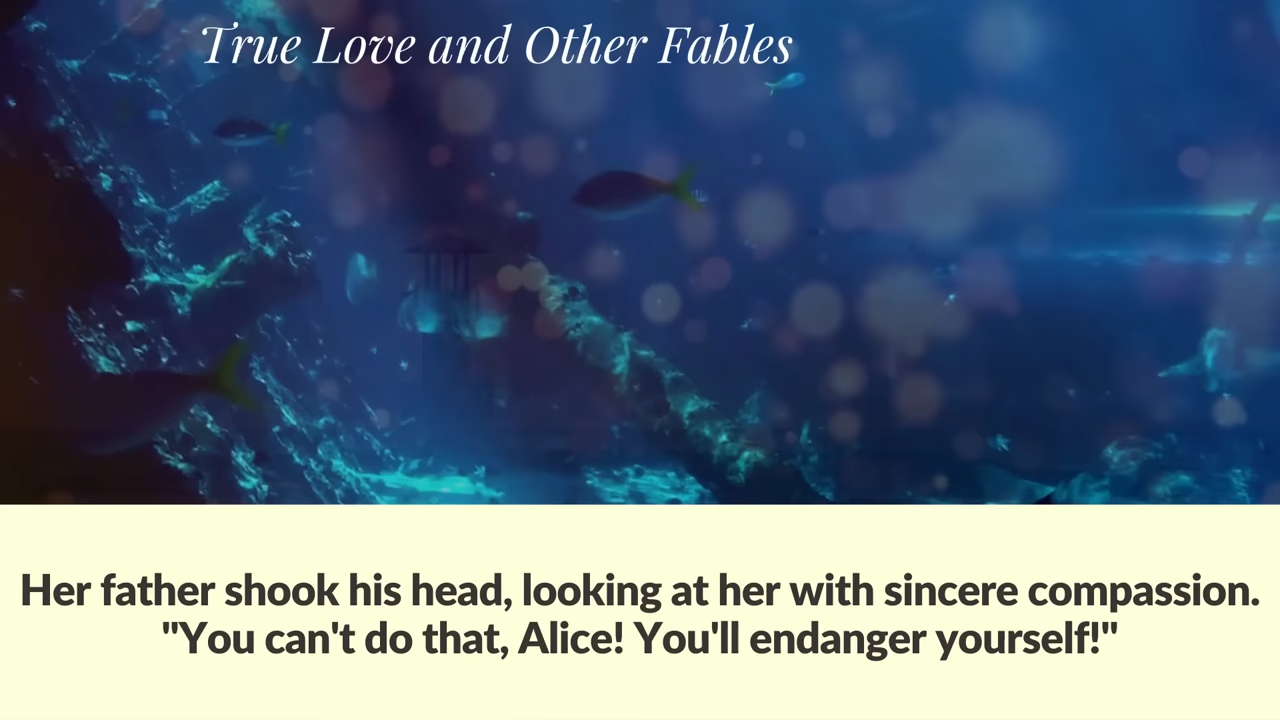 True Love and Other Fables
Her father shook his head, looking at her with sincere compassion.
"You can't do that, Alice! You'll endanger yourself!"